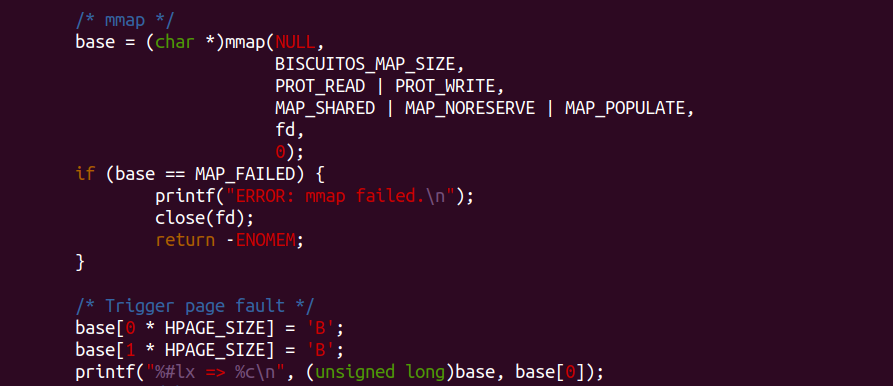 /* mmap */
base = (char *)mmap(NULL,
BISCUITOS_MAP_SIZE,
PROT_READ | PROT_WRITE,
MAP_SHARED | MAP_NORESERVE | MAP_POPULATE,
fd,
0);
if (base == MAP_FAILED) {
printf("ERROR: mmap failed.\n");
close(fd);
return -ENOMEM;
}
/* Trigger page fault */
base[0 * HPAGE_SIZE] = 'B';
base[1 * HPAGE_SIZE] = 'B';
printf("%#lx => %c\n", (unsigned long)base, base[0]);